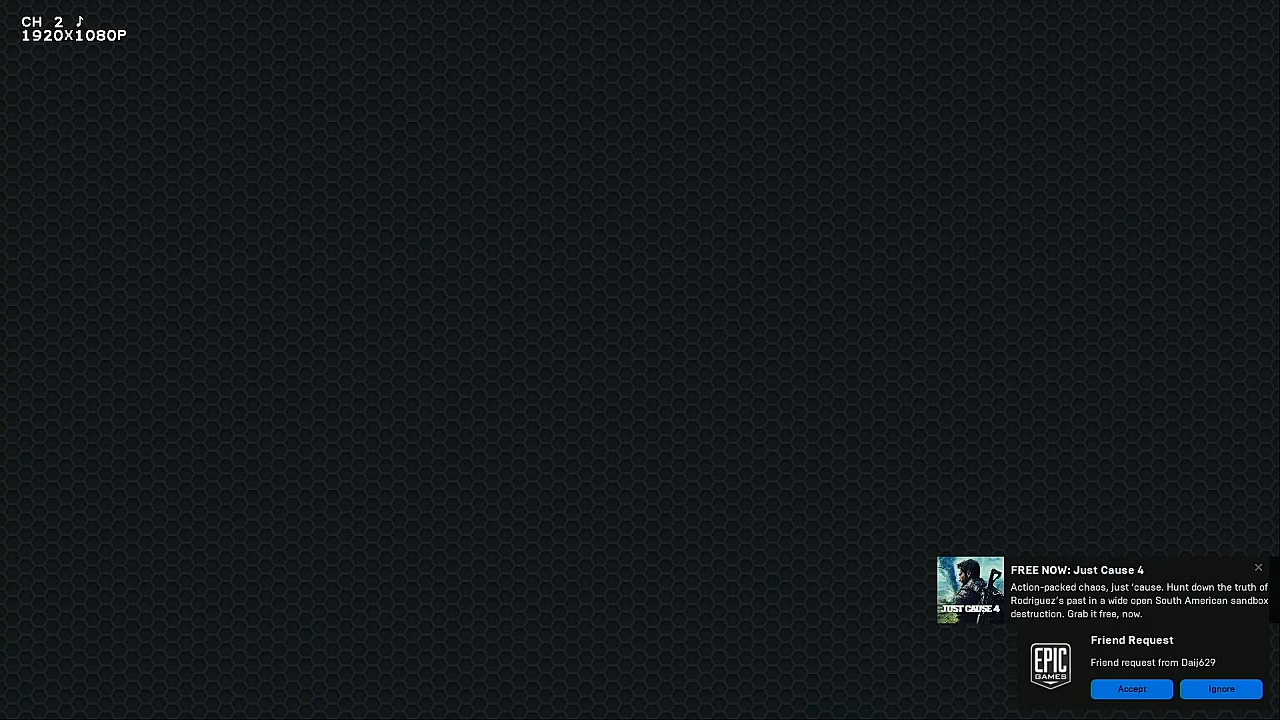 CH 2 ♪
1920X1080P
FREE NOW: Just Cause 4
Action-packed chaos, just 'cause. Hunt down the truth of
Rodriguez's past in a wide open South American sandbox
destruction. Grab it free, now.
JUST CAUSE 4
Friend Request
EPIC
GAMES
Friend request from Daij629
Accept
Ignore